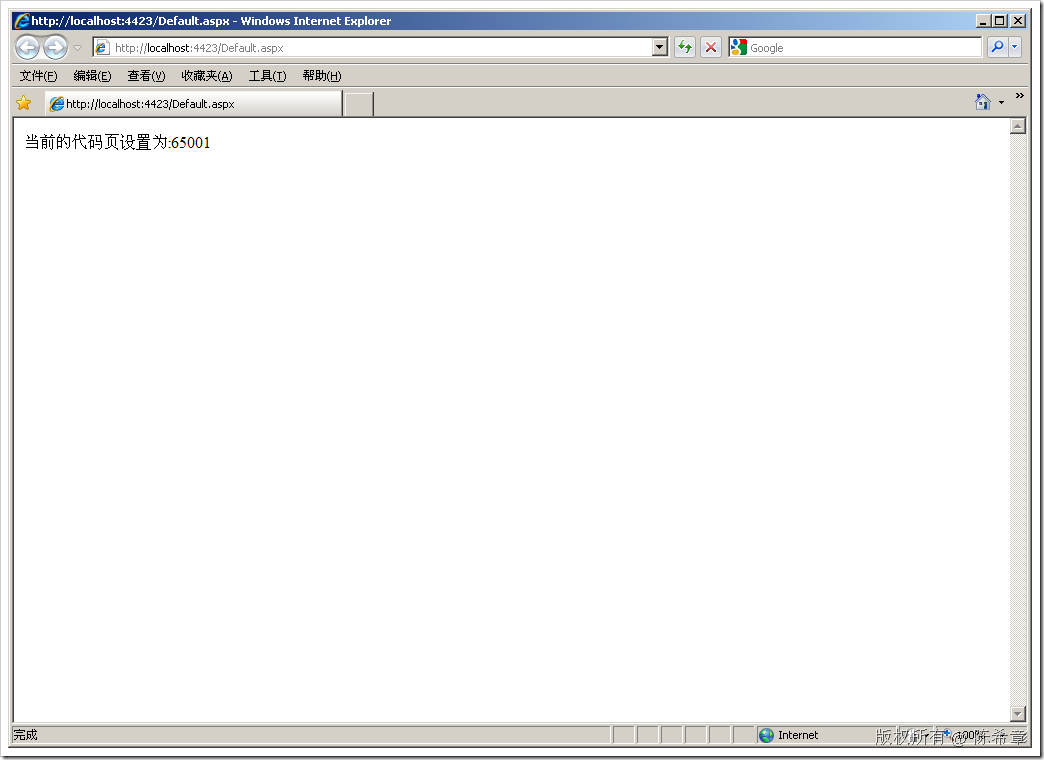 http://localhost:4423/Default.aspx - Windows Internet Explorer
http://localhost:4423/Default.aspx
Google
文件(F) 编辑(E) 查看(V) 收藏夹(A) 工具(T) 帮助(H)
http://localhost:4423/Default.aspx
当前的代码页设置为:65001
完成
Internet
100%
版权所有 @ 陈希章